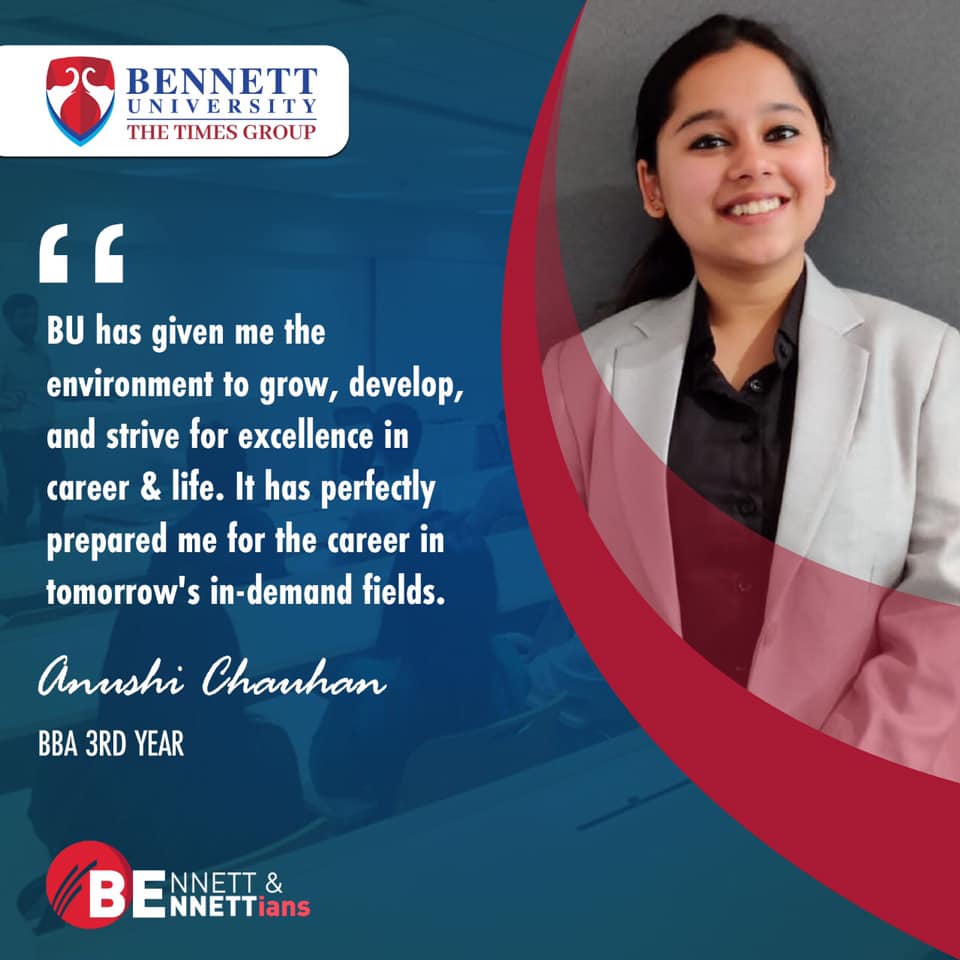 BENNETT
UNIVERSITY
THE TIMES GROUP
“
BU has given me the
environment to grow, develop,
and strive for excellence in
career & life. It has perfectly
prepared me for the career in
tomorrow's in-demand fields.
Anushi Chauhan
BBA 3RD YEAR
BENNETT &
BENNETTians